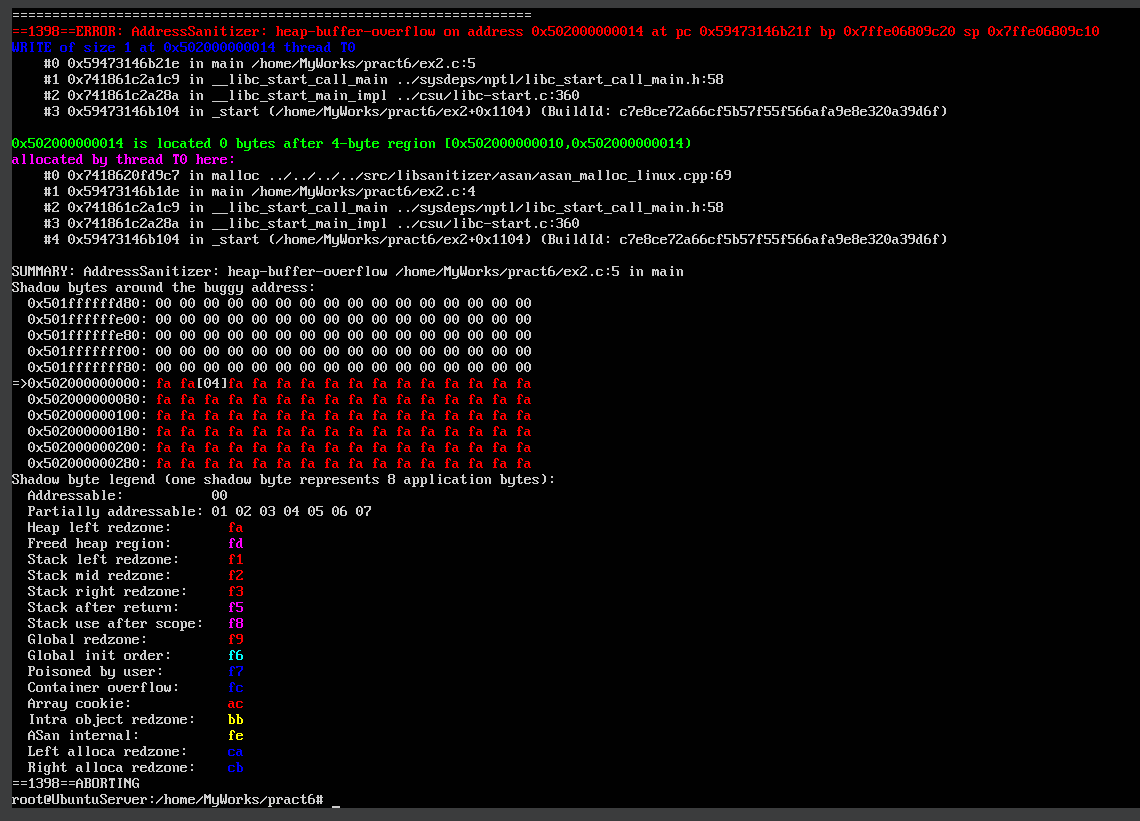 =================================================================
==1398==ERROR: AddressSanitizer: heap-buffer-overflow on address 0x502000000014 at pc 0x59473146b21f bp 0x7ffe06809c20 sp 0x7ffe06809c10
WRITE of size 1 at 0x502000000014 thread T0
    #0 0x59473146b21e in main /home/MyWorks/pract6/ex2.c:5
    #1 0x741861c2a1c9 in __libc_start_call_main ../sysdeps/nptl/libc_start_call_main.h:58
    #2 0x741861c2a28a in __libc_start_main_impl ../csu/libc-start.c:360
    #3 0x59473146b104 in _start (/home/MyWorks/pract6/ex2+0x1104) (BuildId: c7e8ce72a66cf5b57f55f566afa9e8e320a39d6f)

0x502000000014 is located 0 bytes after 4-byte region [0x502000000010,0x502000000014)
allocated by thread T0 here:
    #0 0x7418620fd9c7 in malloc ../../../../src/libsanitizer/asan/asan_malloc_linux.cpp:69
    #1 0x59473146b1de in main /home/MyWorks/pract6/ex2.c:4
    #2 0x741861c2a1c9 in __libc_start_call_main ../sysdeps/nptl/libc_start_call_main.h:58
    #3 0x741861c2a28a in __libc_start_main_impl ../csu/libc-start.c:360
    #4 0x59473146b104 in _start (/home/MyWorks/pract6/ex2+0x1104) (BuildId: c7e8ce72a66cf5b57f55f566afa9e8e320a39d6f)

SUMMARY: AddressSanitizer: heap-buffer-overflow /home/MyWorks/pract6/ex2.c:5 in main
Shadow bytes around the buggy address:
  0x501ffffffd80: 00 00 00 00 00 00 00 00 00 00 00 00 00 00 00 00
  0x501ffffffe00: 00 00 00 00 00 00 00 00 00 00 00 00 00 00 00 00
  0x501ffffffe80: 00 00 00 00 00 00 00 00 00 00 00 00 00 00 00 00
  0x501fffffff00: 00 00 00 00 00 00 00 00 00 00 00 00 00 00 00 00
  0x501fffffff80: 00 00 00 00 00 00 00 00 00 00 00 00 00 00 00 00
=>0x502000000000: fa fa[04]fa fa fa fa fa fa fa fa fa fa fa fa fa
  0x502000000080: fa fa fa fa fa fa fa fa fa fa fa fa fa fa fa fa
  0x502000000100: fa fa fa fa fa fa fa fa fa fa fa fa fa fa fa fa
  0x502000000180: fa fa fa fa fa fa fa fa fa fa fa fa fa fa fa fa
  0x502000000200: fa fa fa fa fa fa fa fa fa fa fa fa fa fa fa fa
  0x502000000280: fa fa fa fa fa fa fa fa fa fa fa fa fa fa fa fa
Shadow byte legend (one shadow byte represents 8 application bytes):
  Addressable:           00
  Partially addressable: 01 02 03 04 05 06 07
  Heap left redzone:       fa
  Freed heap region:       fd
  Stack left redzone:      f1
  Stack mid redzone:       f2
  Stack right redzone:     f3
  Stack after return:      f5
  Stack use after scope:   f8
  Global redzone:          f9
  Global init order:       f6
  Poisoned by user:        f7
  Container overflow:      fc
  Array cookie:            ac
  Intra object redzone:    bb
  ASan internal:           fe
  Left alloca redzone:     ca
  Right alloca redzone:    cb
==1398==ABORTING
root@UbuntuServer:/home/MyWorks/pract6# _